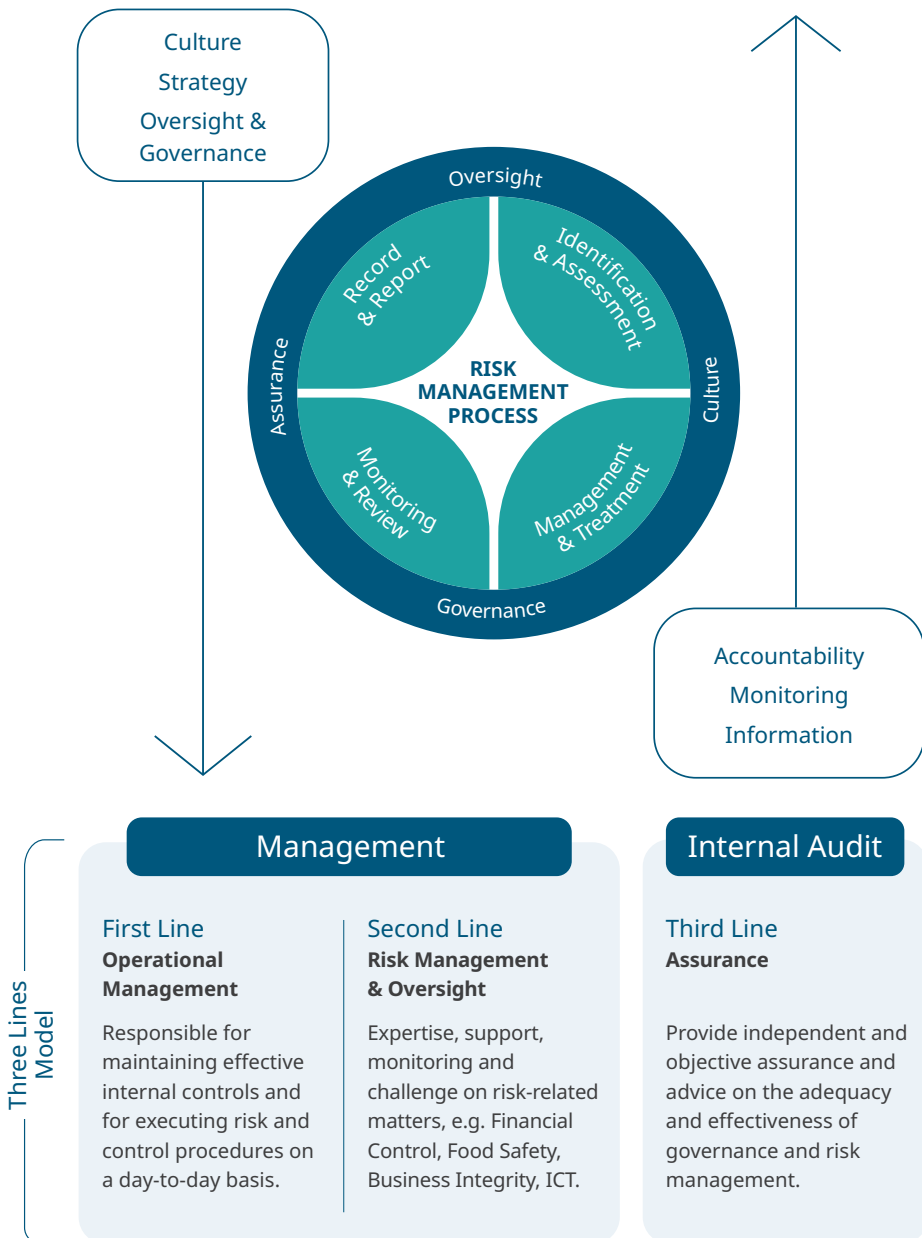 Culture
Strategy
Oversight &
Governance
Oversight
Record
& Report
Identification
& Assessment
Assurance
RISK
MANAGEMENT
PROCESS
Culture
Monitoring
& Review
Management
& Treatment
Governance
Accountability
Monitoring
Information
Three Lines
Model
Management
First Line
Operational
Management
Responsible for
maintaining effective
internal controls and
for executing risk and
control procedures on
a day-to-day basis.
Second Line
Risk Management
& Oversight
Expertise, support,
monitoring and
challenge on risk-related
matters, e.g. Financial
Control, Food Safety,
Business Integrity, ICT.
Internal Audit
Third Line
Assurance
Provide independent and
objective assurance and
advice on the adequacy
and effectiveness of
governance and risk
management.